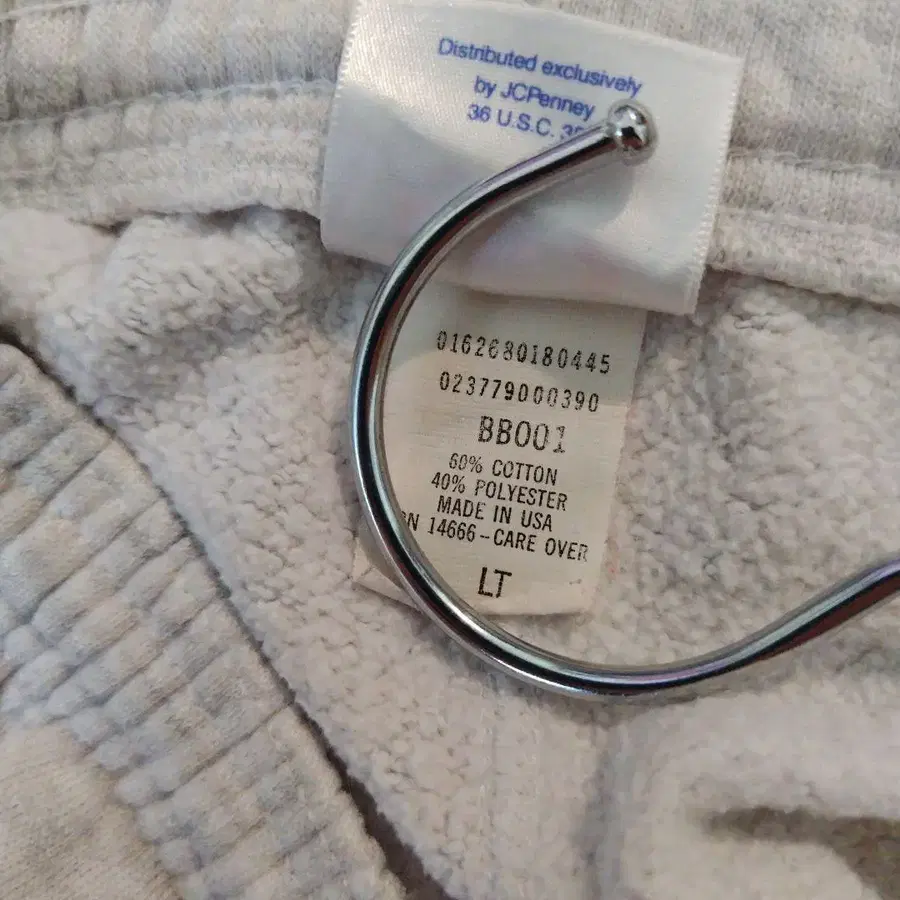 Distributed exclusively
by JCPenney
36 U.S.C.
0162680180445
023779000390
BB001
60% COTTON
40% POLYESTER
MADE IN USA
14666-CARE OVER
LT